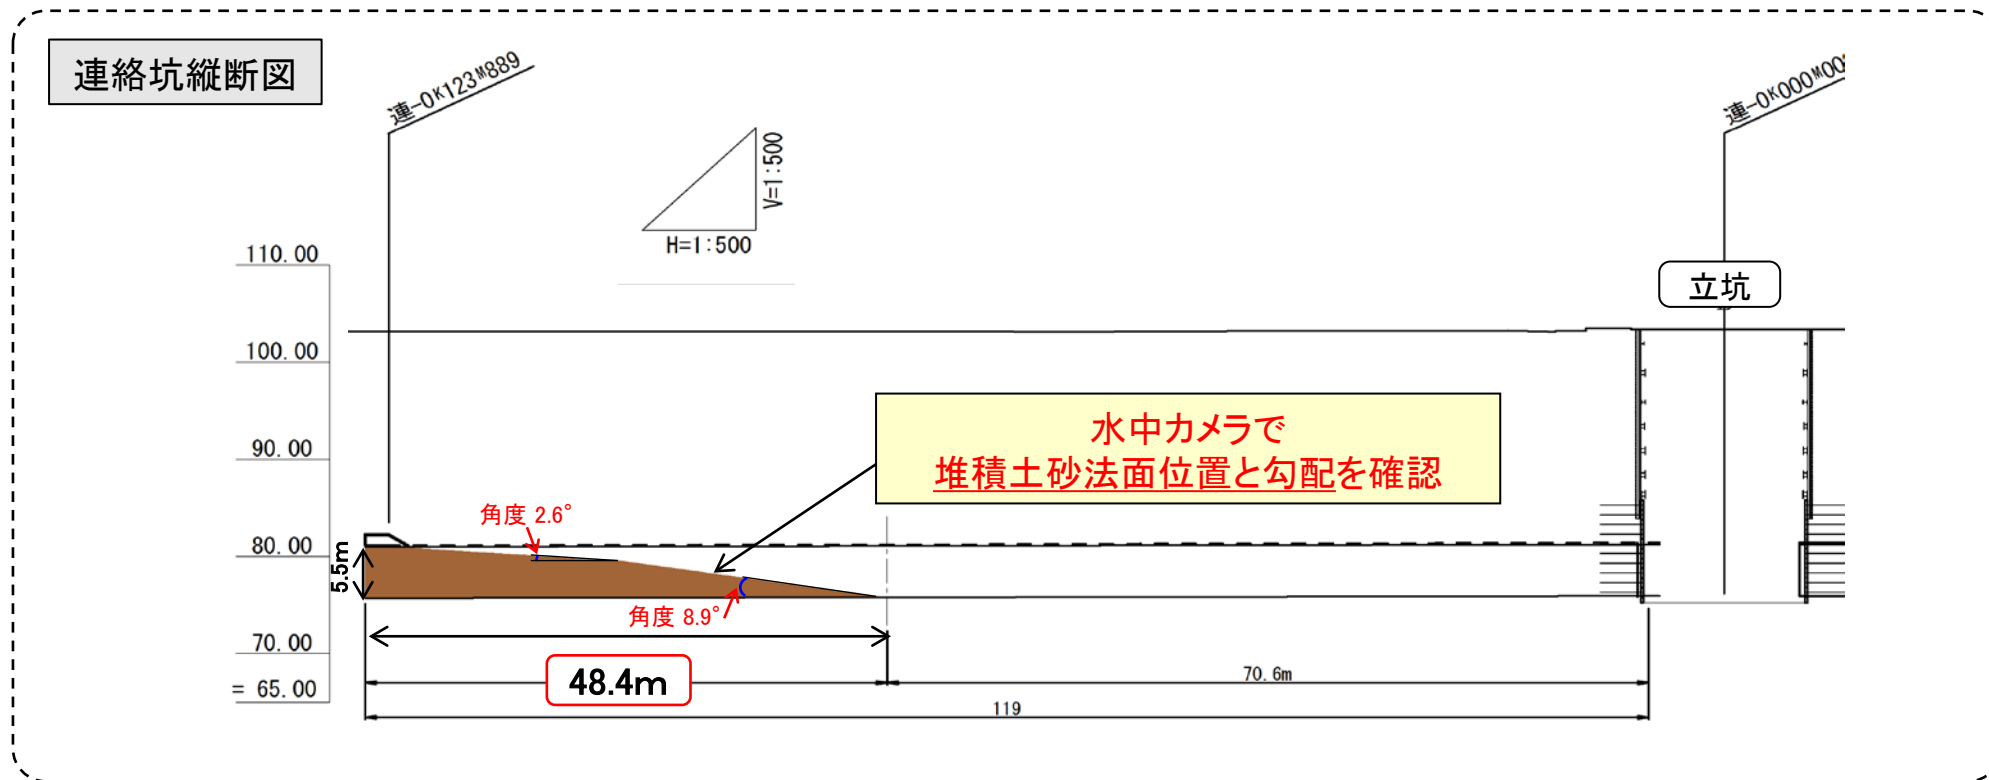 連絡坑縦断図
連-0K123M889
連-0K000M00
V=1:500
H=1:500
110.00
100.00
90.00
80.00
70.00
= 65.00
立坑
水中カメラで
堆積土砂法面位置と勾配を確認
角度 2.6°
角度 8.9°
5.5m
48.4m
70.6m
119